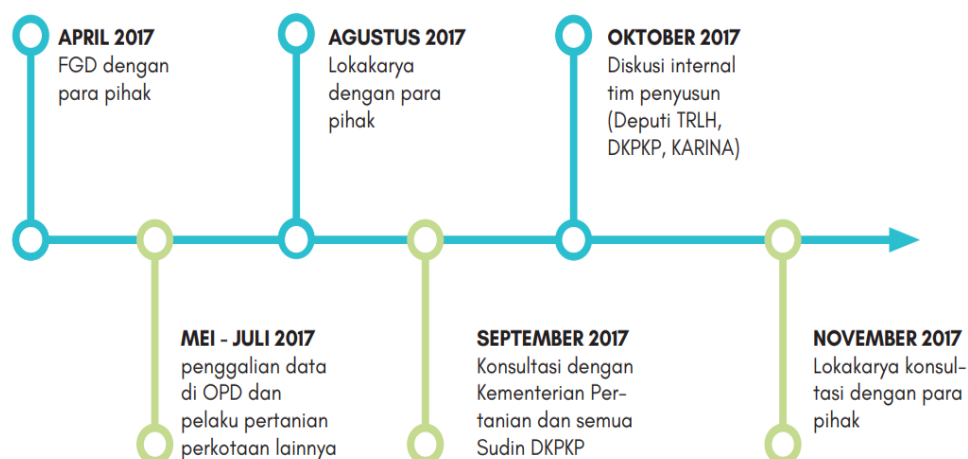 APRIL 2017
FGD dengan
para pihak
AGUSTUS 2017
Lokakarya
dengan para
pihak
OKTOBER 2017
Diskusi internal
tim penyusun
(Deputi TRLH,
DKPKP, KARINA)
MEI - JULI 2017
penggalian data
di OPD dan
pelaku pertanian
perkotaan lainnya
SEPTEMBER 2017
Konsultasi dengan
Kementerian Per-
tanian dan semua
Sudin DKPKP
NOVEMBER 2017
Lokakarya konsul-
tasi dengan para
pihak